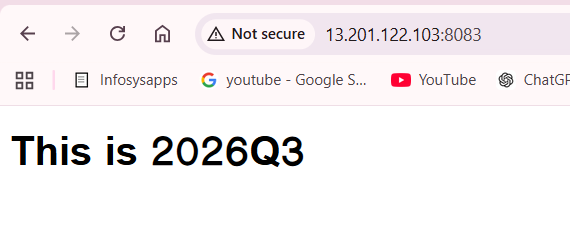 Not secure 13.201.122.103:8083
Infosysapps youtube - Google S... YouTube ChatGP
This is 2026Q3